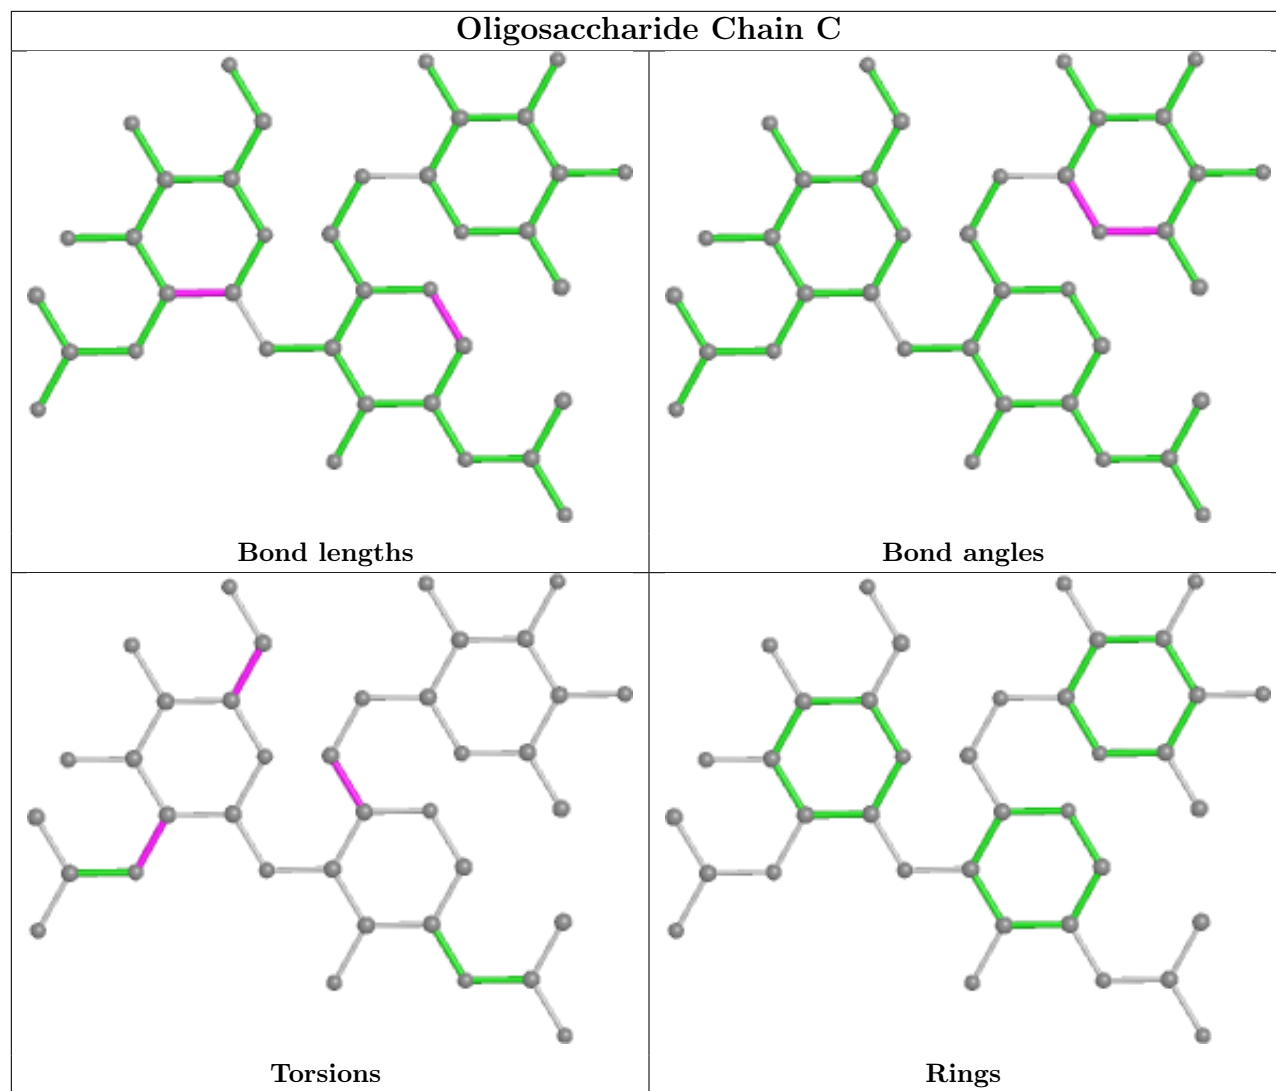 Oligosaccharide Chain C
Bond lengths
Bond angles
Torsions
Rings